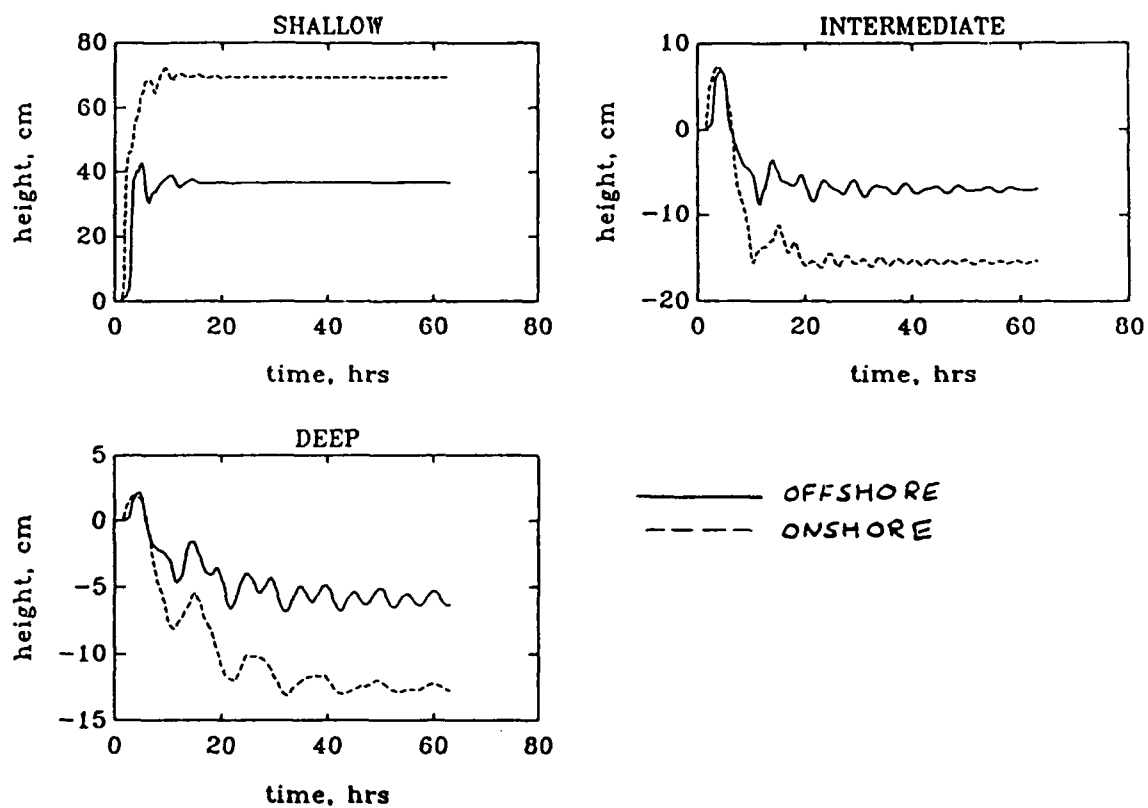 SHALLOW
80
60
40
20
0
height, cm
0 20 40 60 80
time, hrs
INTERMEDIATE
10
0
−10
−20
height, cm
0 20 40 60 80
time, hrs
DEEP
5
0
−5
−10
−15
height, cm
0 20 40 60 80
time, hrs
OFFSHORE
ONSHORE